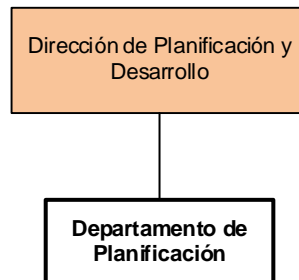 Dirección de Planificación y
Desarrollo
Departamento de
Planificación